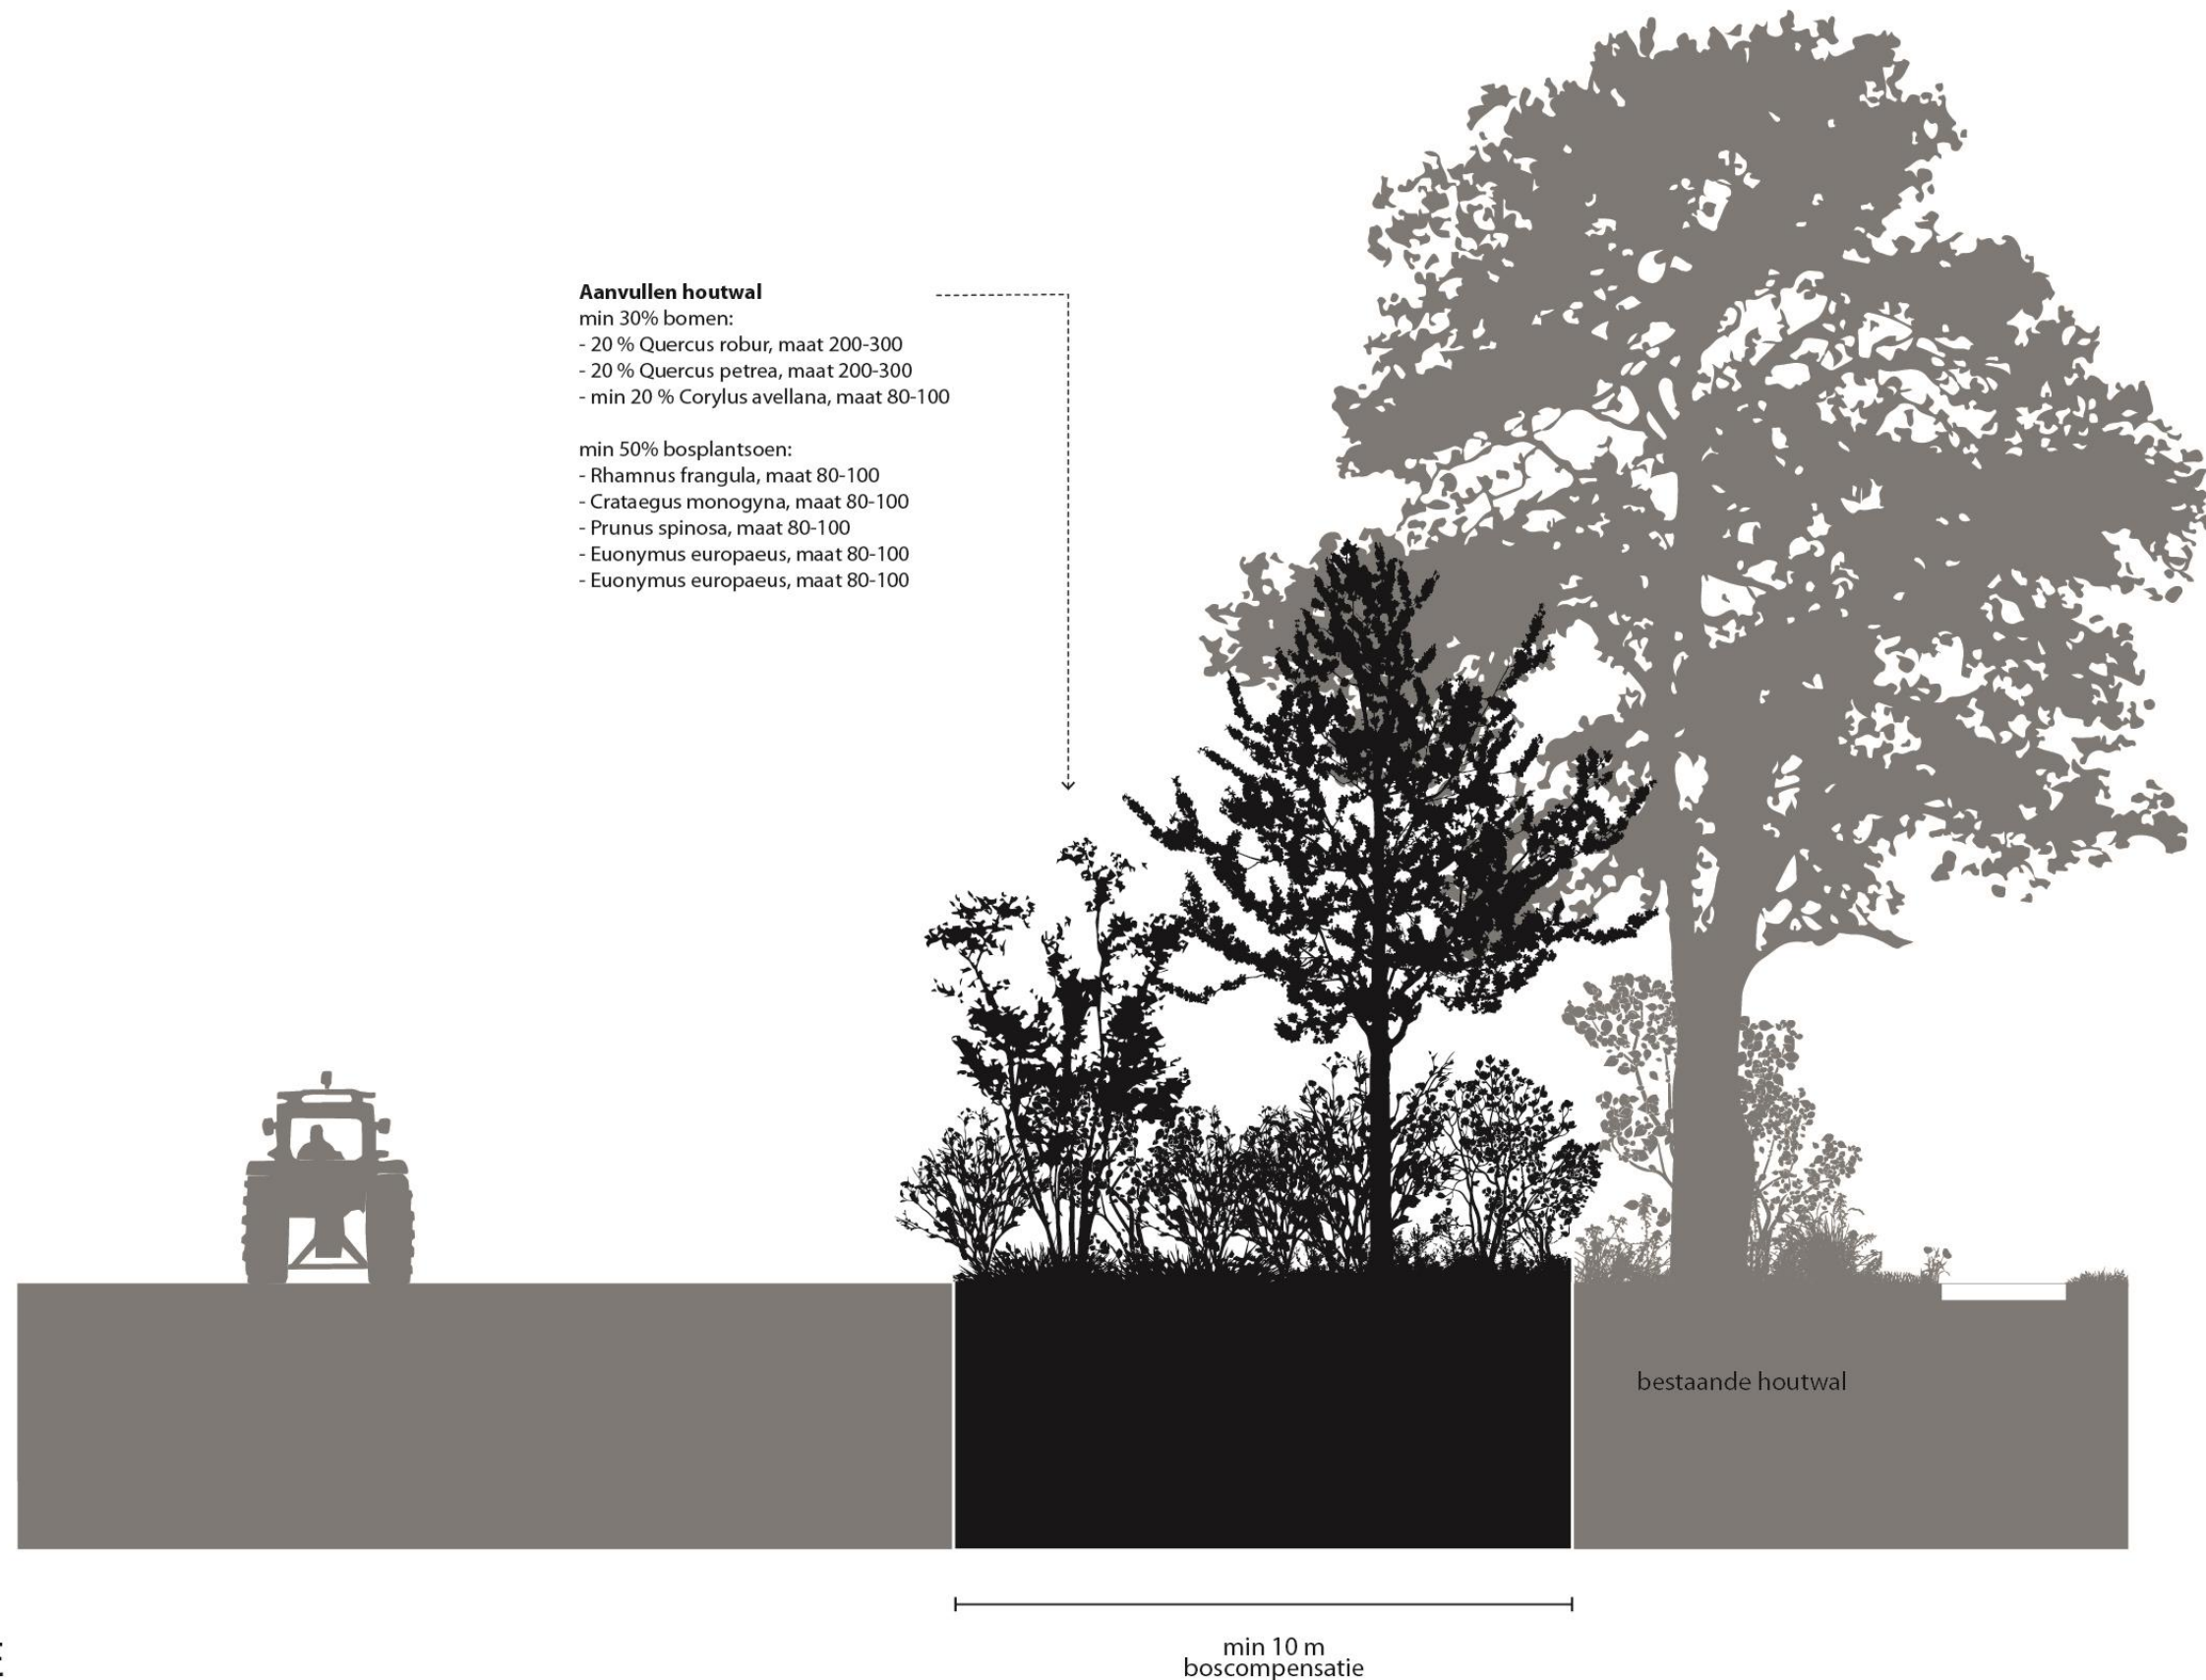 Aanvullen houtwal
min 30% bomen:
- 20 % Quercus robur, maat 200-300
- 20 % Quercus petrea, maat 200-300
- min 20 % Corylus avellana, maat 80-100
min 50% bosplantsoen:
- Rhamnus frangula, maat 80-100
- Crataegus monogyna, maat 80-100
- Prunus spinosa, maat 80-100
- Euonymus europaeus, maat 80-100
- Euonymus europaeus, maat 80-100
bestaande houtwal
min 10 m
boscompensatie